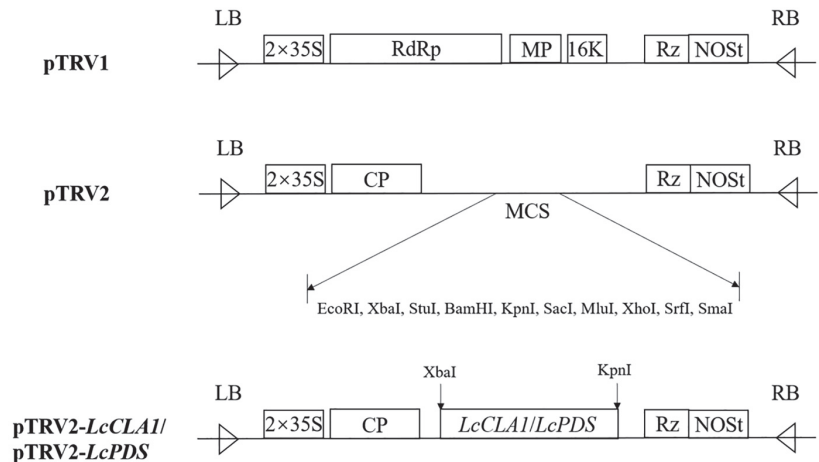 LB RB
pTRV1 2×35S RdRp MP 16K Rz NOSt
LB RB
pTRV2 2×35S CP Rz NOSt
MCS
EcoRI, XbaI, StuI, BamHI, KpnI, SacI, MluI, XhoI, SrfI, SmaI
XbaI KpnI
LB RB
pTRV2-LcCLA1/ 2×35S CP LcCLA1/LcPDS Rz NOSt
pTRV2-LcPDS